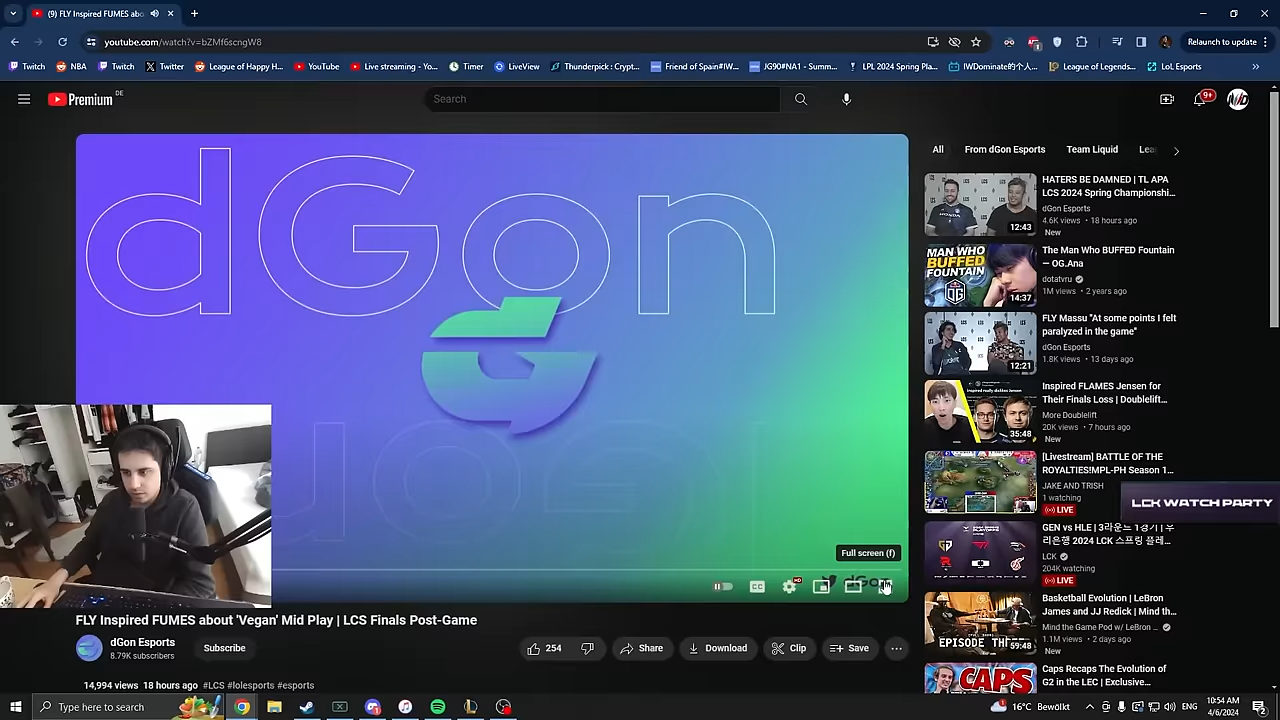 (9) FLY Inspired FUMES abo
youtube.com/watch?v=bZMf6scngW8
Relaunch to update
Twitch
NBA
Twitch
Twitter
League of Happy H...
YouTube
Live streaming - Yo...
Timer
LiveView
Thunderpick : Crypt...
Friend of Spain#IW...
JG90#NA1 - Summ...
LPL 2024 Spring Pla...
IWDominate的个人...
League of Legends...
LoL Esports
Premium DE
Search
9+
dGon
Full screen (f)
FLY Inspired FUMES about 'Vegan' Mid Play | LCS Finals Post-Game
dGon Esports
8.79K subscribers
Subscribe
254
Share
Download
Clip
Save
14,994 views 18 hours ago #LCS #lolesports #esports
All
From dGon Esports
Team Liquid
HATERS BE DAMNED | TL APA
LCS 2024 Spring Championshi...
dGon Esports
4.6K views • 18 hours ago
New
12:43
MAN WHO
BUFFED
FOUNTAIN
OG
14:37
The Man Who BUFFED Fountain
— OG.Ana
dotatvru
1M views • 2 years ago
12:21
FLY Massu "At some points I felt
paralyzed in the game"
dGon Esports
1.8K views • 13 days ago
35:48
Inspired FLAMES Jensen for
Their Finals Loss | Doublelift...
More Doublelift
20K views • 7 hours ago
New
[Livestream] BATTLE OF THE
ROYALTIES!MPL-PH Season 1...
JAKE AND TRISH
1 watching
LIVE
LCK WATCH PARTY
GEN vs HLE | 3라운드 1경기 | 우
리은행 2024 LCK 스프링 플레...
LCK
204K watching
LIVE
EPISODE THREE
59:48
Basketball Evolution | LeBron
James and JJ Redick | Mind th...
Mind the Game Pod w/ LeBron ...
1.1M views • 2 days ago
New
CAPS
Caps Recaps The Evolution of
G2 in the LEC | Exclusive...
Type here to search
16°C Bewölkt
ENG
10:54 AM
4/6/2024